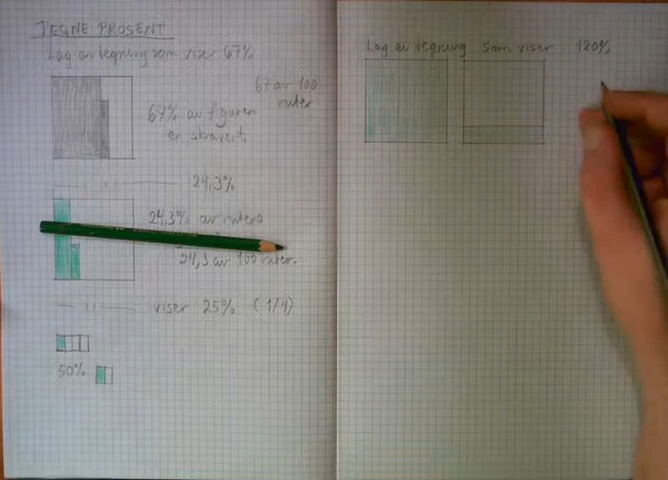 TEGNE PROSENT
Lag en tegning som viser 67%
67 av 100
ruter
67% av figuren
er skravert
24,3%
24,3% av rutene
24,3 av 100 ruter.
viser 25% (1/4)
50%
Lag en tegning som viser 120%